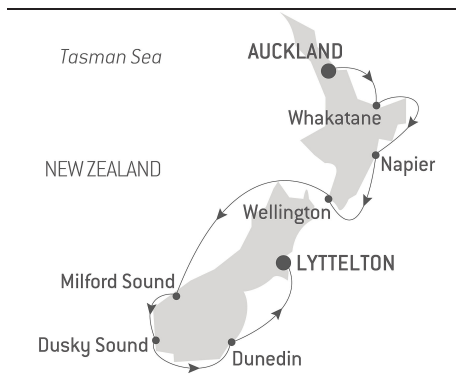 AUCKLAND
Tasman Sea
Whakatane
Napier
NEW ZEALAND
Wellington
LYTTELTON
Milford Sound
Dusky Sound
Dunedin